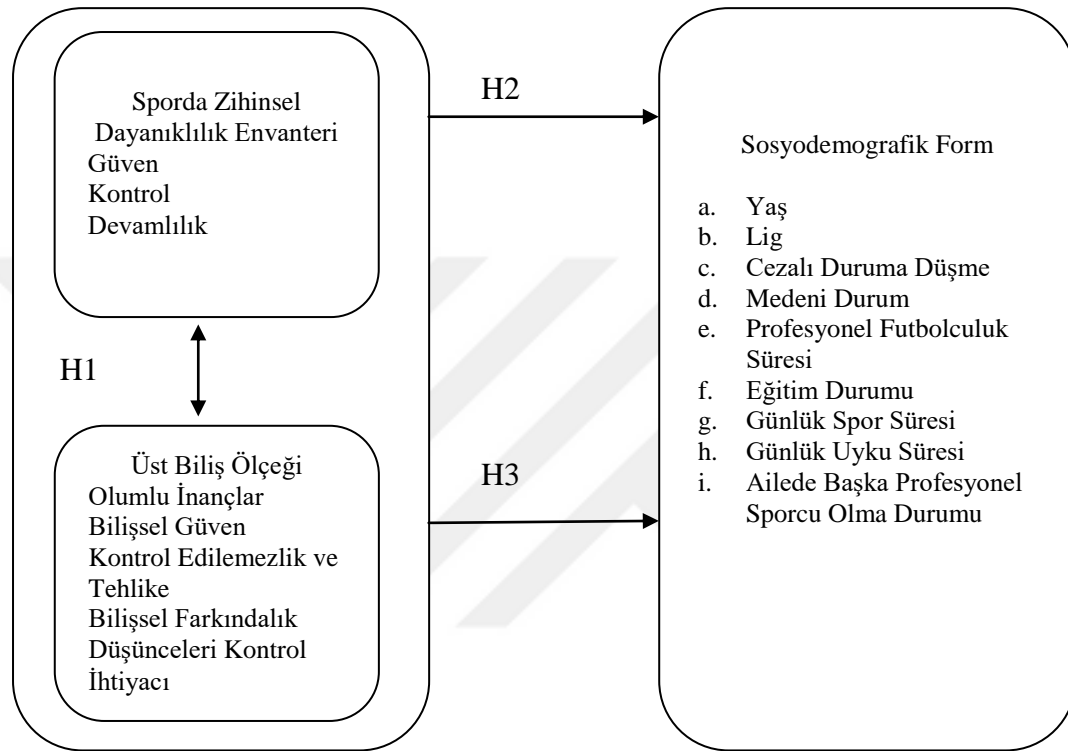 Sporda Zihinsel
Dayanıklılık Envanteri
Güven
Kontrol
Devamlılık
H1
Üst Biliş Ölçeği
Olumlu İnançlar
Bilişsel Güven
Kontrol Edilemezlik ve
Tehlike
Bilişsel Farkındalık
Düşünceleri Kontrol
İhtiyacı
H2
H3
Sosyodemografik Form
a. Yaş
b. Lig
c. Cezalı Duruma Düşme
d. Medeni Durum
e. Profesyonel Futbolculuk
Süresi
f. Eğitim Durumu
g. Günlük Spor Süresi
h. Günlük Uyku Süresi
i. Ailede Başka Profesyonel
Sporcu Olma Durumu